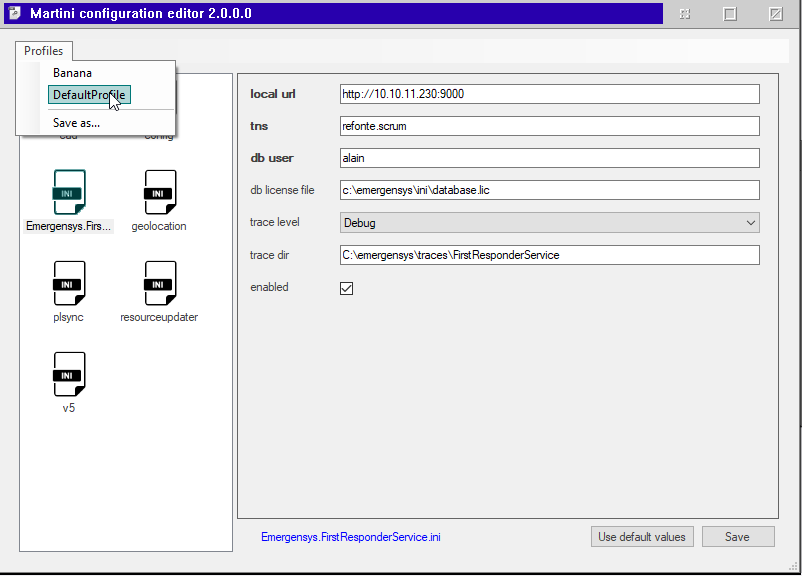 Martini configuration editor 2.0.0.0
Profiles
Banana
DefaultProfile
Save as...
config
INI
INI
Emergensys.Firs...
geolocation
INI
INI
plsync
resourceupdater
INI
v5
local url
http://10.10.11.230:9000
tns
refonte.scrum
db user
alain
db license file
c:\emergensys\ini\database.lic
trace level
Debug
trace dir
C:\emergensys\traces\FirstResponderService
enabled
Emergensys.FirstResponderService.ini
Use default values
Save